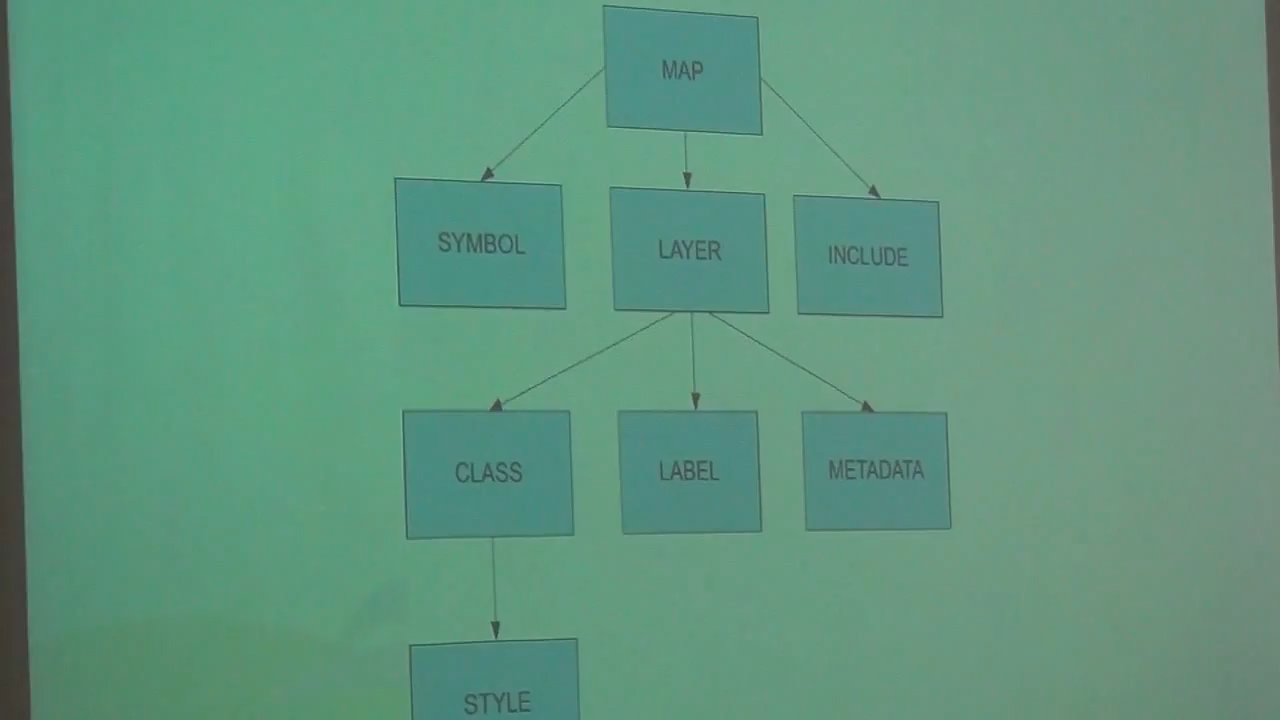 MAP
SYMBOL
LAYER
INCLUDE
CLASS
LABEL
METADATA
STYLE